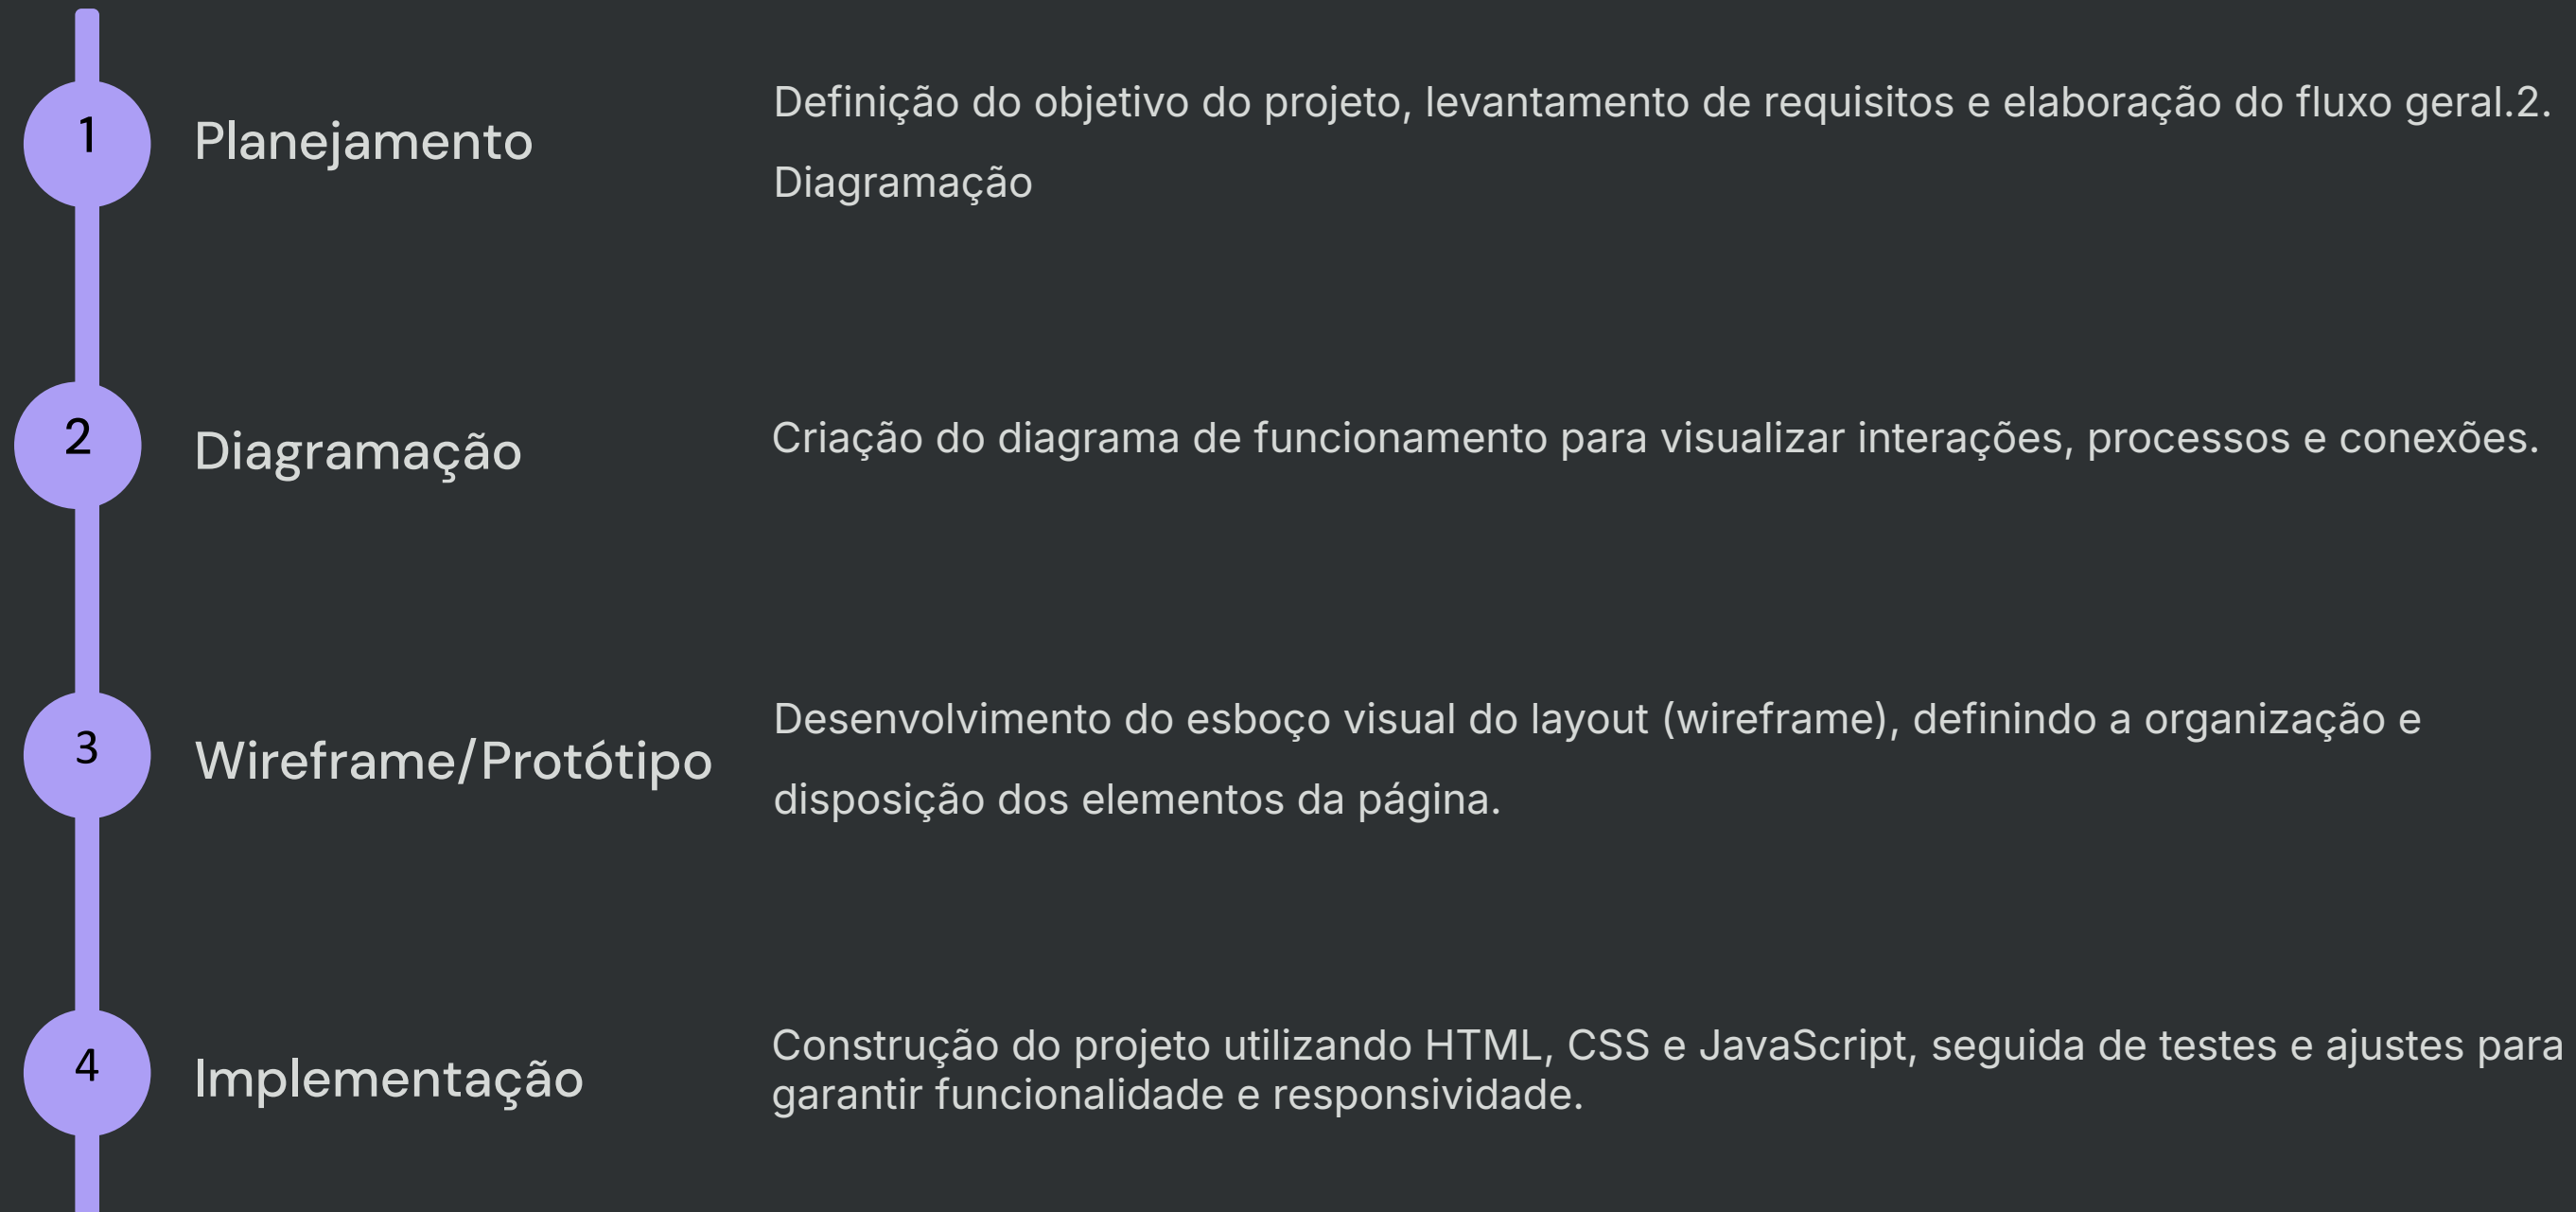 1
Planejamento
Definição do objetivo do projeto, levantamento de requisitos e elaboração do fluxo geral.2.
Diagramação
2
Diagramação
Criação do diagrama de funcionamento para visualizar interações, processos e conexões.
3
Wireframe/Protótipo
Desenvolvimento do esboço visual do layout (wireframe), definindo a organização e
disposição dos elementos da página.
4
Implementação
Construção do projeto utilizando HTML, CSS e JavaScript, seguida de testes e ajustes para
garantir funcionalidade e responsividade.